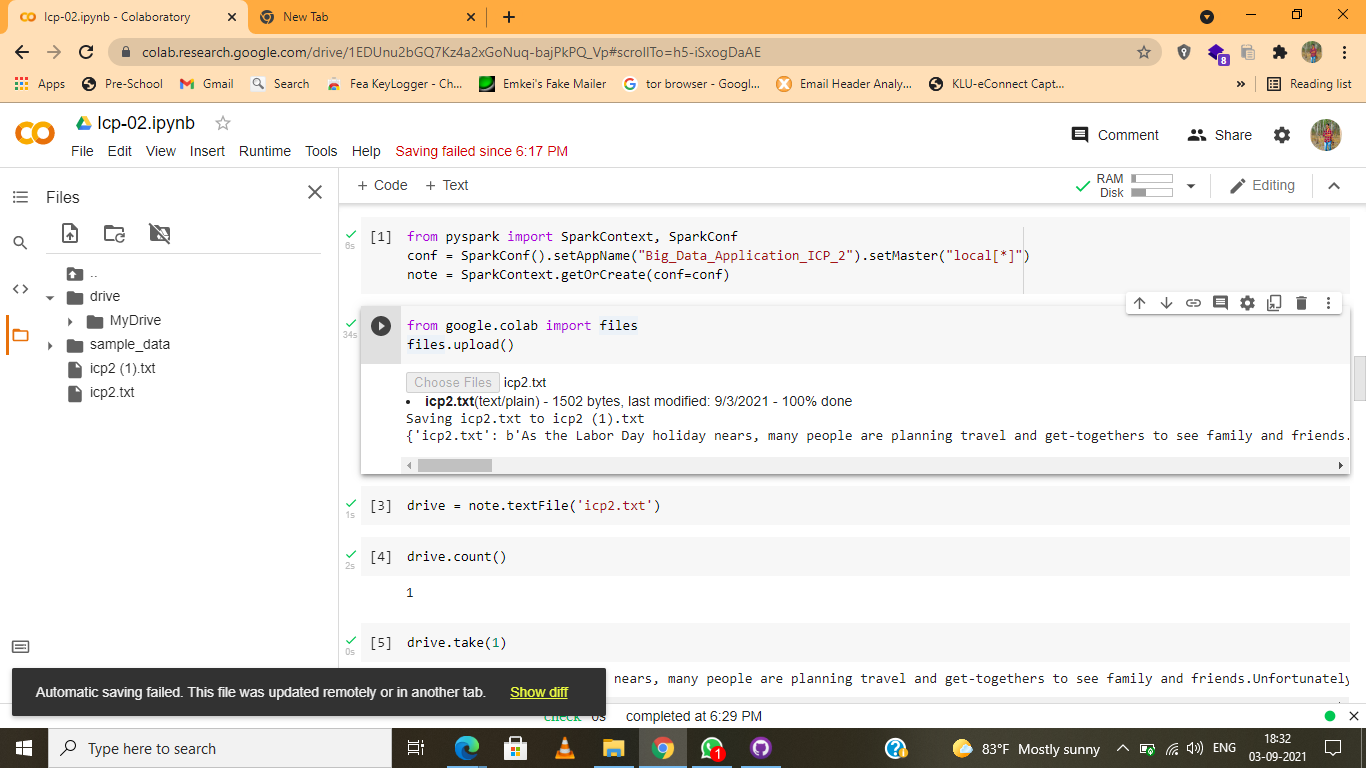 Icp-02.ipynb - Colaboratory
New Tab
colab.research.google.com/drive/1EDUnu2bGQ7Kz4a2xGoNuq-bajPkPQ_Vp#scrollTo=h5-iSxogDaAE
8
Apps Pre-School Gmail Search Fea KeyLogger - Ch... Emkei's Fake Mailer tor browser - Googl... Email Header Analy... KLU-eConnect Capt... » Reading list
Icp-02.ipynb
Comment Share
File Edit View Insert Runtime Tools Help Saving failed since 6:17 PM
Files
+ Code + Text
RAM
Disk
Editing
..
drive
MyDrive
sample_data
icp2 (1).txt
icp2.txt
6s
[1] from pyspark import SparkContext, SparkConf
conf = SparkConf().setAppName("Big_Data_Application_ICP_2").setMaster("local[*]")
note = SparkContext.getOrCreate(conf=conf)
34s
from google.colab import files
files.upload()
Choose Files icp2.txt
• icp2.txt(text/plain) - 1502 bytes, last modified: 9/3/2021 - 100% done
Saving icp2.txt to icp2 (1).txt
{'icp2.txt': b'As the Labor Day holiday nears, many people are planning travel and get-togethers to see family and friends.
1s
[3] drive = note.textFile('icp2.txt')
2s
[4] drive.count()
1
0s
[5] drive.take(1)
nears, many people are planning travel and get-togethers to see family and friends.Unfortunately
Automatic saving failed. This file was updated remotely or in another tab. Show diff
check 0s completed at 6:29 PM
Type here to search
1
83°F Mostly sunny
ENG
18:32
03-09-2021